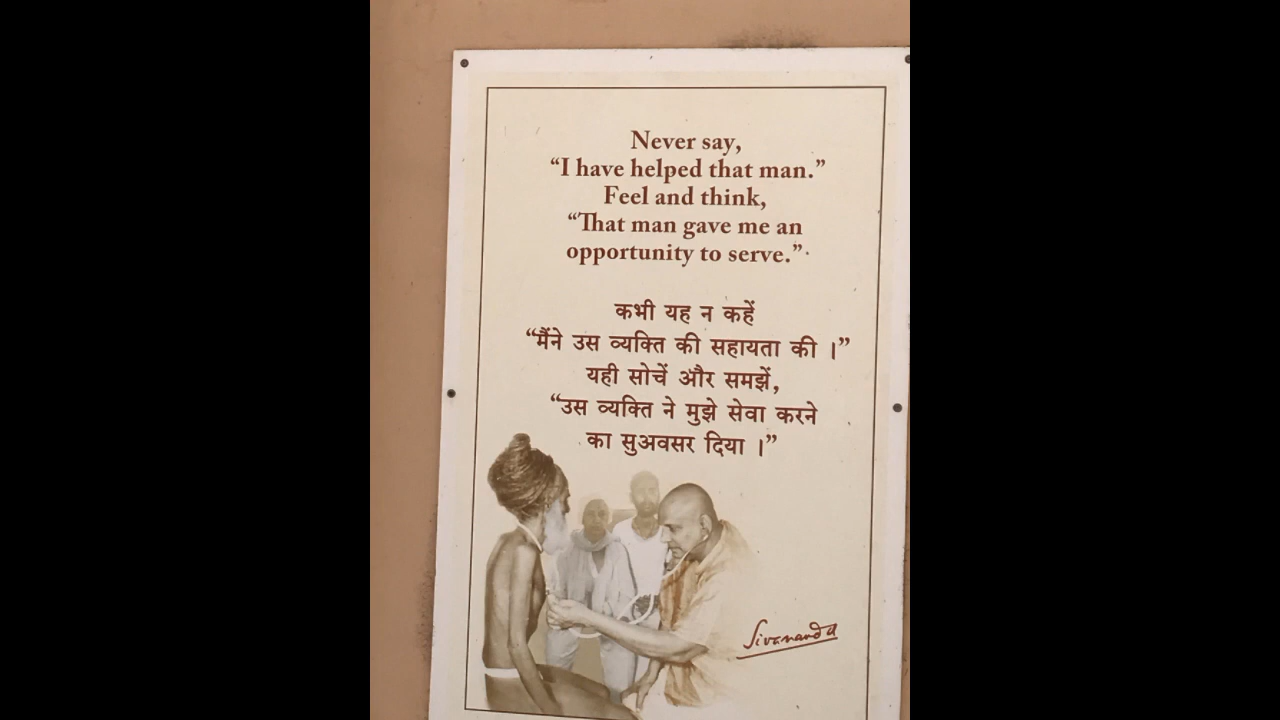 Never say,
“I have helped that man.”
Feel and think,
“That man gave me an
opportunity to serve.”
कभी यह न कहें
“मैंने उस व्यक्ति की सहायता की ।”
यही सोचें और समझें,
“उस व्यक्ति ने मुझे सेवा करने
का सुअवसर दिया ।”
Sivananda